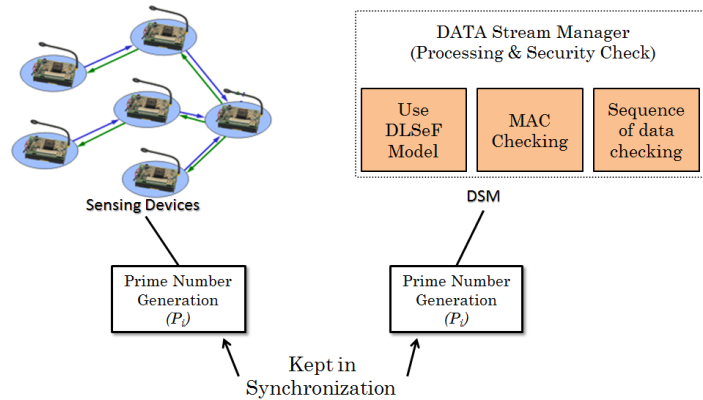 DATA Stream Manager
(Processing & Security Check)
Use
DLSeF
Model
MAC
Checking
Sequence
of data
checking
Sensing Devices
DSM
Prime Number
Generation
(Pi)
Prime Number
Generation
(Pi)
Kept in
Synchronization